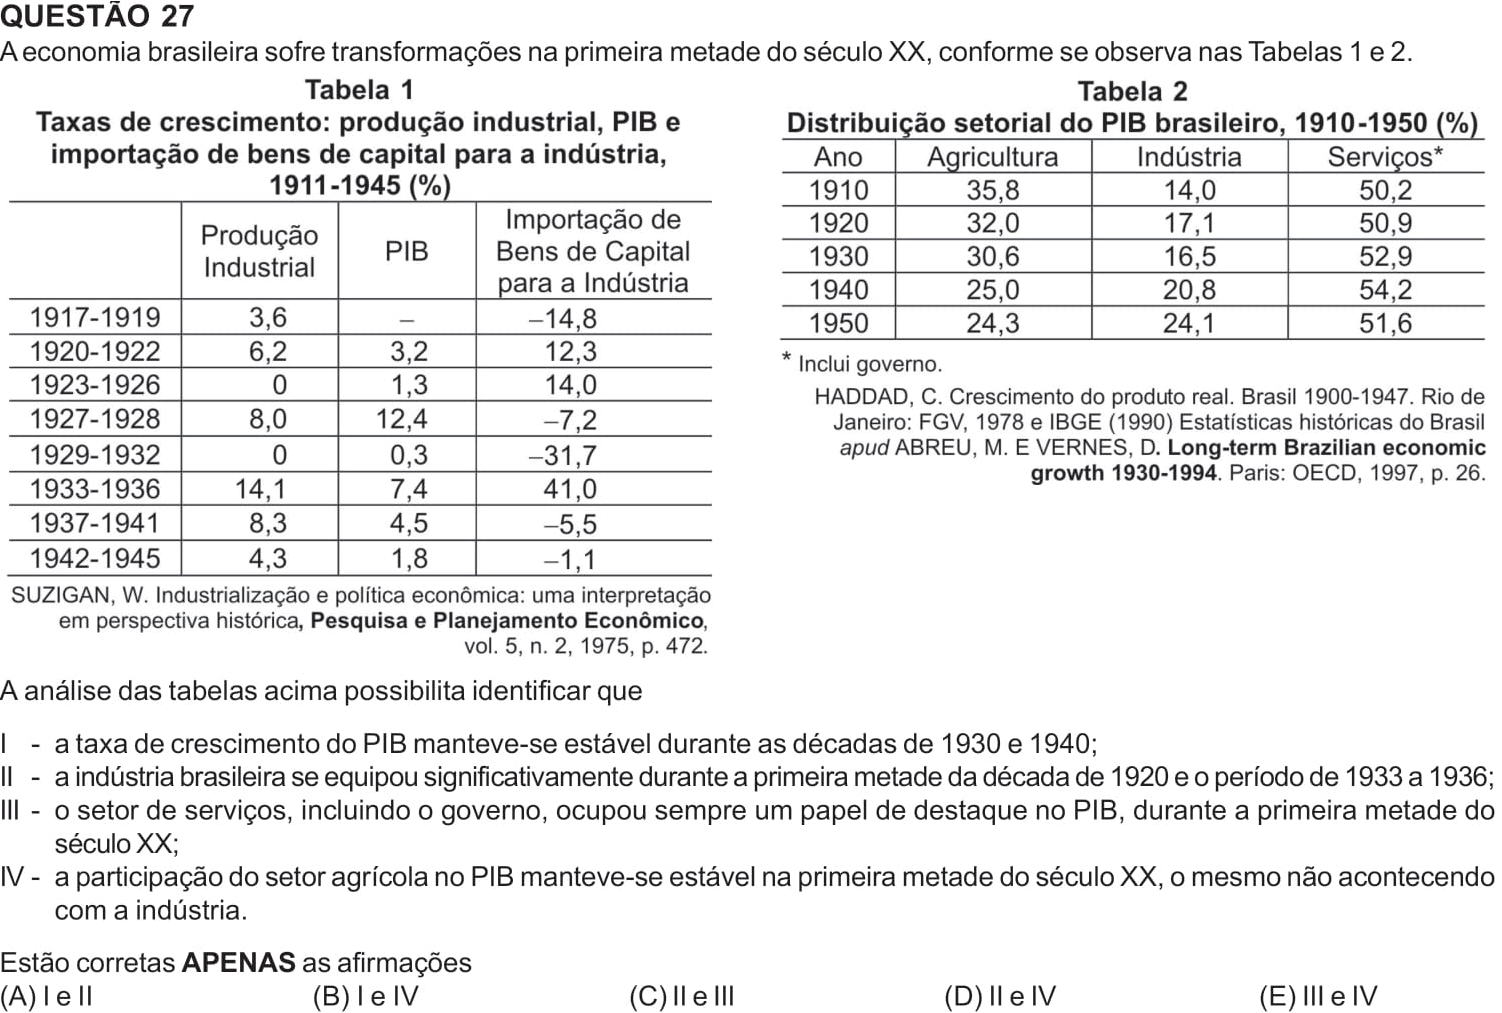 QUESTÃO 27
A economia brasileira sofre transformações na primeira metade do século XX, conforme se observa nas Tabelas 1 e 2.
Tabela 1
Taxas de crescimento: produção industrial, PIB e
importação de bens de capital para a indústria,
1911-1945 (%)
Produção Industrial PIB Importação de Bens de Capital para a Indústria
1917-1919 3,6 – –14,8
1920-1922 6,2 3,2 12,3
1923-1926 0 1,3 14,0
1927-1928 8,0 12,4 –7,2
1929-1932 0 0,3 –31,7
1933-1936 14,1 7,4 41,0
1937-1941 8,3 4,5 –5,5
1942-1945 4,3 1,8 –1,1
SUZIGAN, W. Industrialização e política econômica: uma interpretação
em perspectiva histórica, Pesquisa e Planejamento Econômico,
vol. 5, n. 2, 1975, p. 472.
Tabela 2
Distribuição setorial do PIB brasileiro, 1910-1950 (%)
Ano Agricultura Indústria Serviços*
1910 35,8 14,0 50,2
1920 32,0 17,1 50,9
1930 30,6 16,5 52,9
1940 25,0 20,8 54,2
1950 24,3 24,1 51,6
* Inclui governo.
HADDAD, C. Crescimento do produto real. Brasil 1900-1947. Rio de
Janeiro: FGV, 1978 e IBGE (1990) Estatísticas históricas do Brasil
apud ABREU, M. E VERNES, D. Long-term Brazilian economic
growth 1930-1994. Paris: OECD, 1997, p. 26.
A análise das tabelas acima possibilita identificar que
I - a taxa de crescimento do PIB manteve-se estável durante as décadas de 1930 e 1940;
II - a indústria brasileira se equipou significativamente durante a primeira metade da década de 1920 e o período de 1933 a 1936;
III - o setor de serviços, incluindo o governo, ocupou sempre um papel de destaque no PIB, durante a primeira metade do
século XX;
IV - a participação do setor agrícola no PIB manteve-se estável na primeira metade do século XX, o mesmo não acontecendo
com a indústria.
Estão corretas APENAS as afirmações
(A) I e II (B) I e IV (C) II e III (D) II e IV (E) III e IV